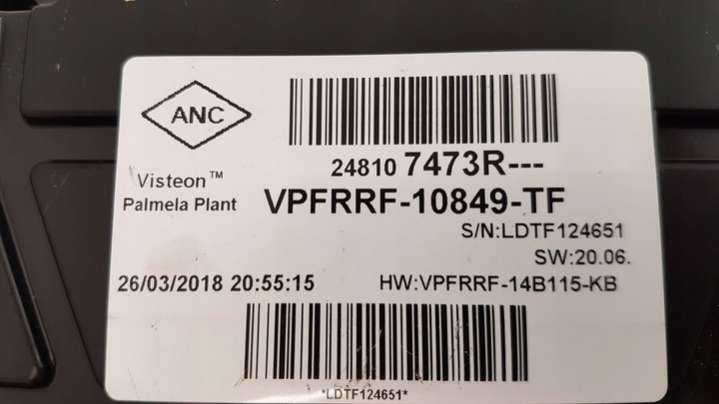 ANC
24810 7473R---
Visteon™
Palmela Plant
VPFRRF-10849-TF
S/N:LDTF124651
SW:20.06.
26/03/2018 20:55:15
HW:VPFRRF-14B115-KB
*LDTF124651*